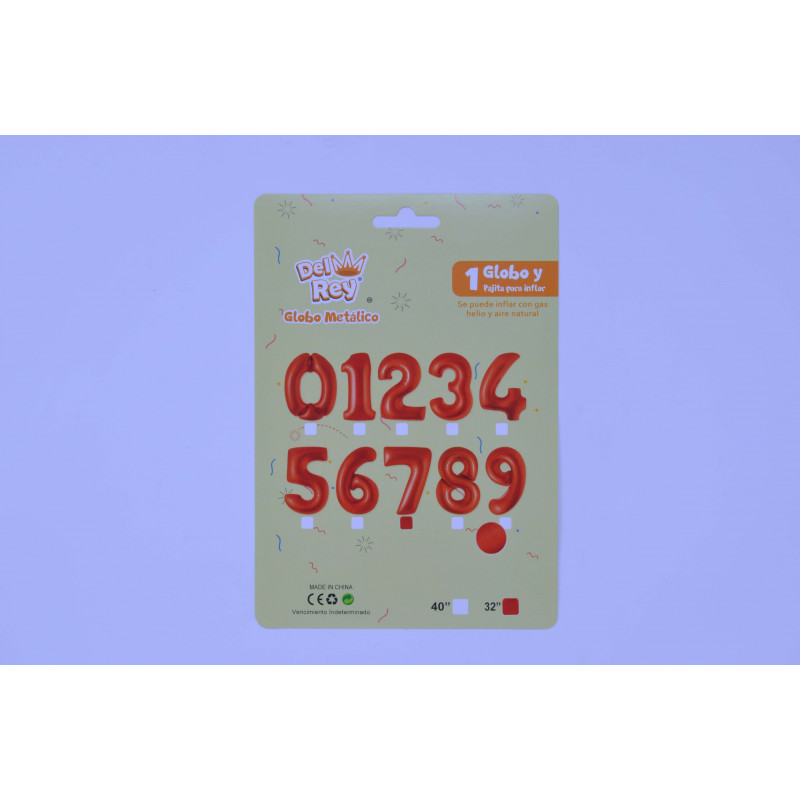 Del
Rey
®
Globo Metálico
1 Globo y
Pajita para inflar
Se puede inflar con gas
helio y aire natural
01234
56789
MADE IN CHINA
CE
Vencimiento Indeterminado
40" 32"